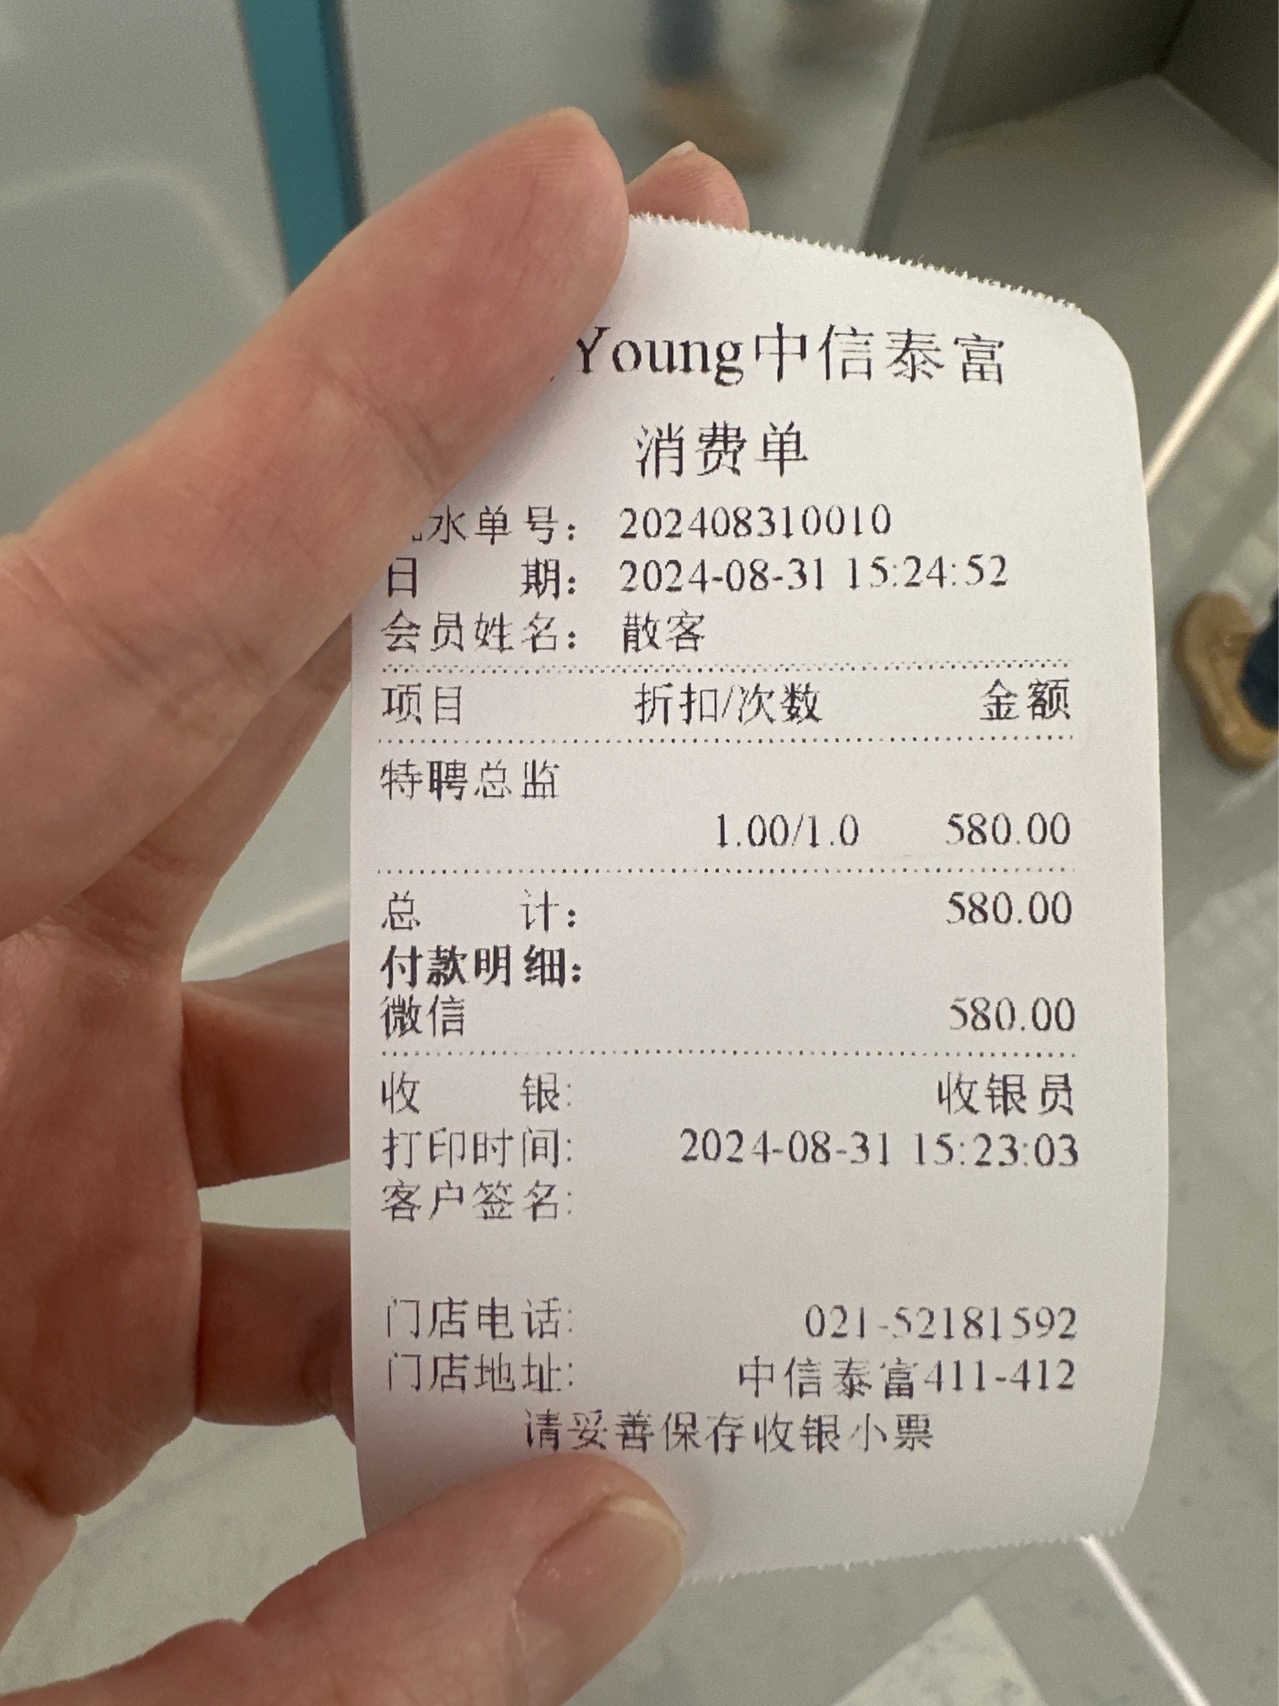 Young中信泰富
消费单
水单号： 202408310010
日 期： 2024-08-31 15:24:52
会员姓名： 散客
项目 折扣/次数 金额
特聘总监
1.00/1.0 580.00
总 计： 580.00
付款明细：
微信 580.00
收 银: 收银员
打印时间: 2024-08-31 15:23:03
客户签名:
门店电话: 021-52181592
门店地址: 中信泰富411-412
请妥善保存收银小票